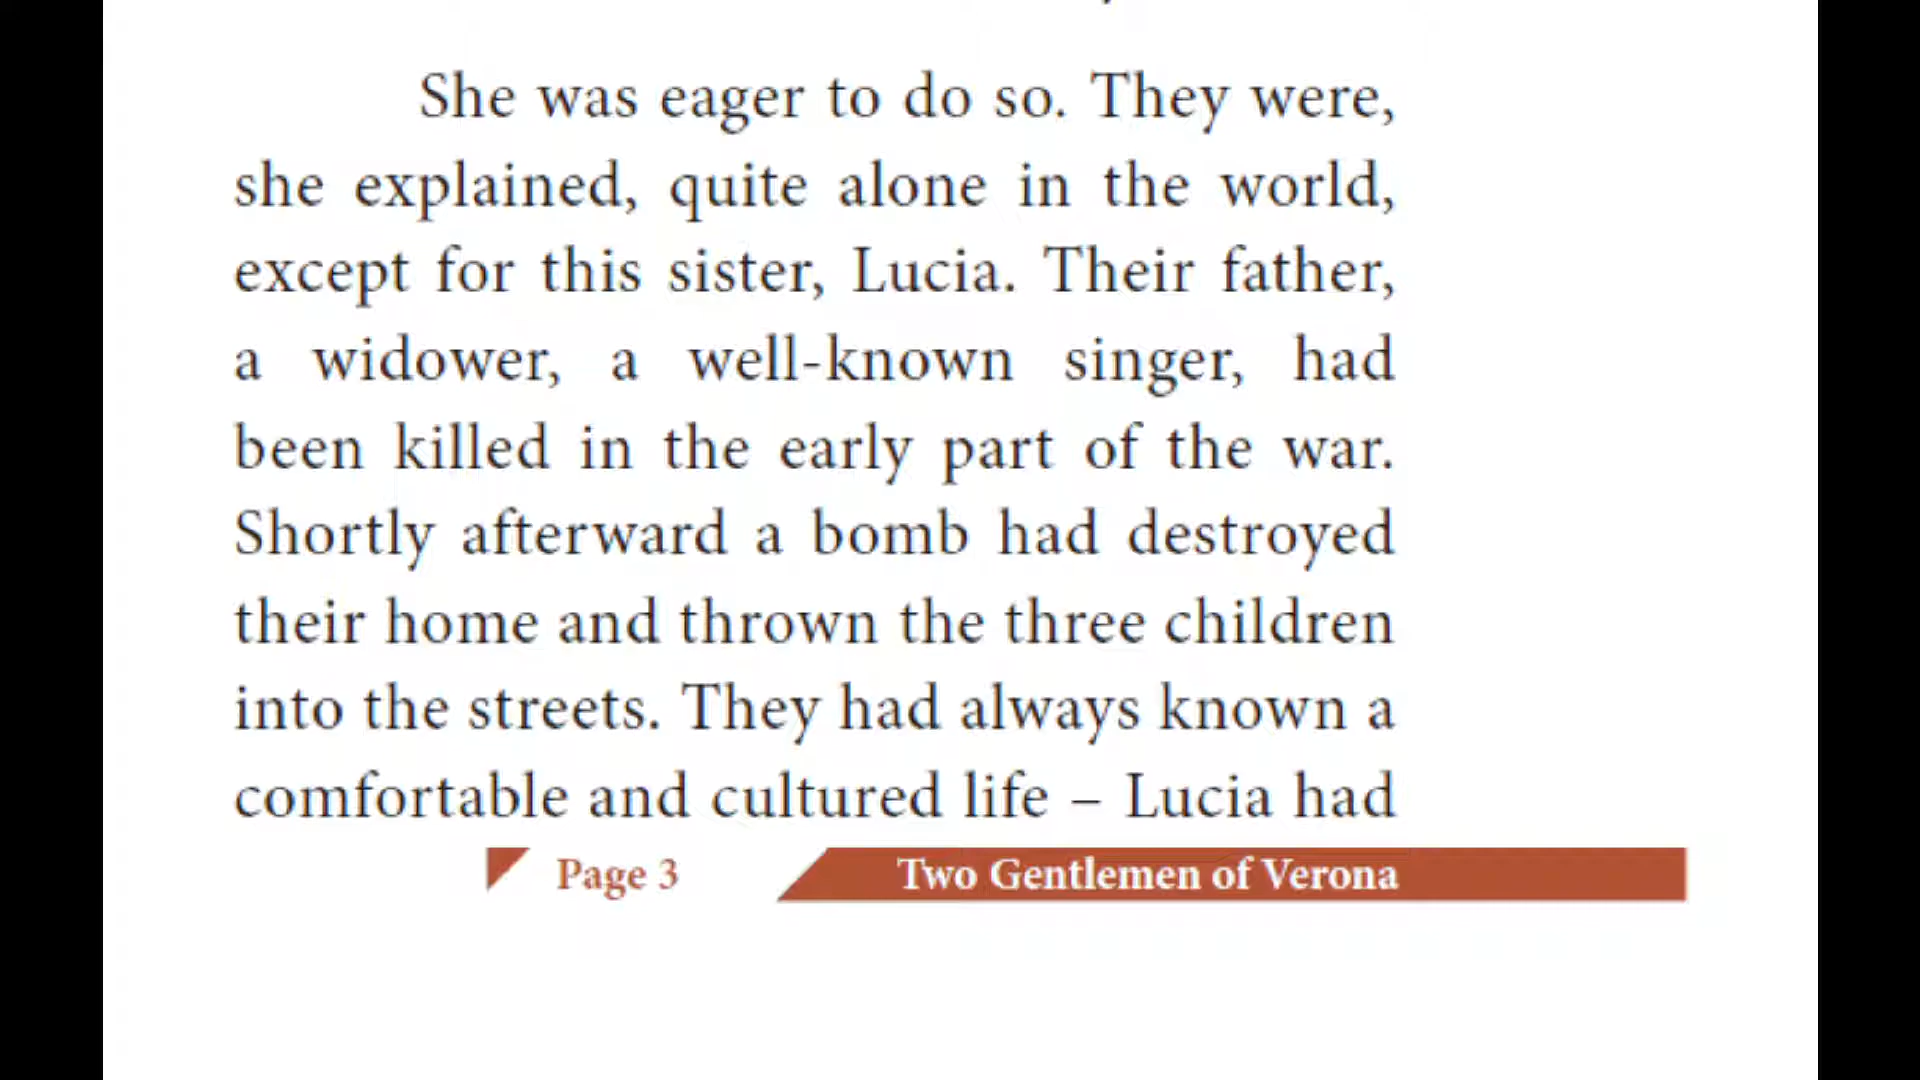 She was eager to do so. They were,
she explained, quite alone in the world,
except for this sister, Lucia. Their father,
a widower, a well-known singer, had
been killed in the early part of the war.
Shortly afterward a bomb had destroyed
their home and thrown the three children
into the streets. They had always known a
comfortable and cultured life – Lucia had
Page 3
Two Gentlemen of Verona